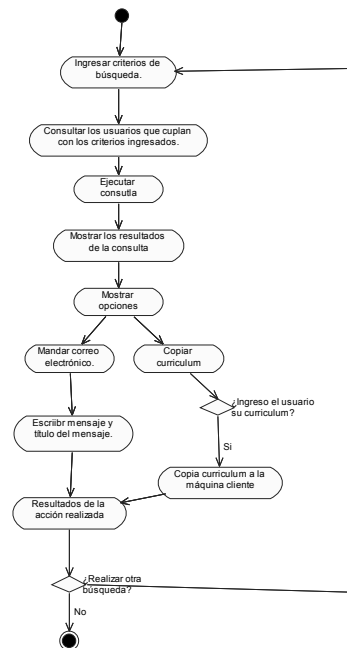 Ingresar criterios de
búsqueda.
Consultar los usuarios que cuplan
con los criterios ingresados.
Ejecutar
consutla
Mostrar los resultados
de la consulta
Mostrar
opciones
Mandar correo
electrónico.
Copiar
curriculum
¿Ingreso el usuario
su curriculum?
Escriibr mensaje y
título del mensaje.
Si
Copia curriculum a la
máquina cliente
Resultados de la
acción realizada
¿Realizar otra
búsqueda?
No